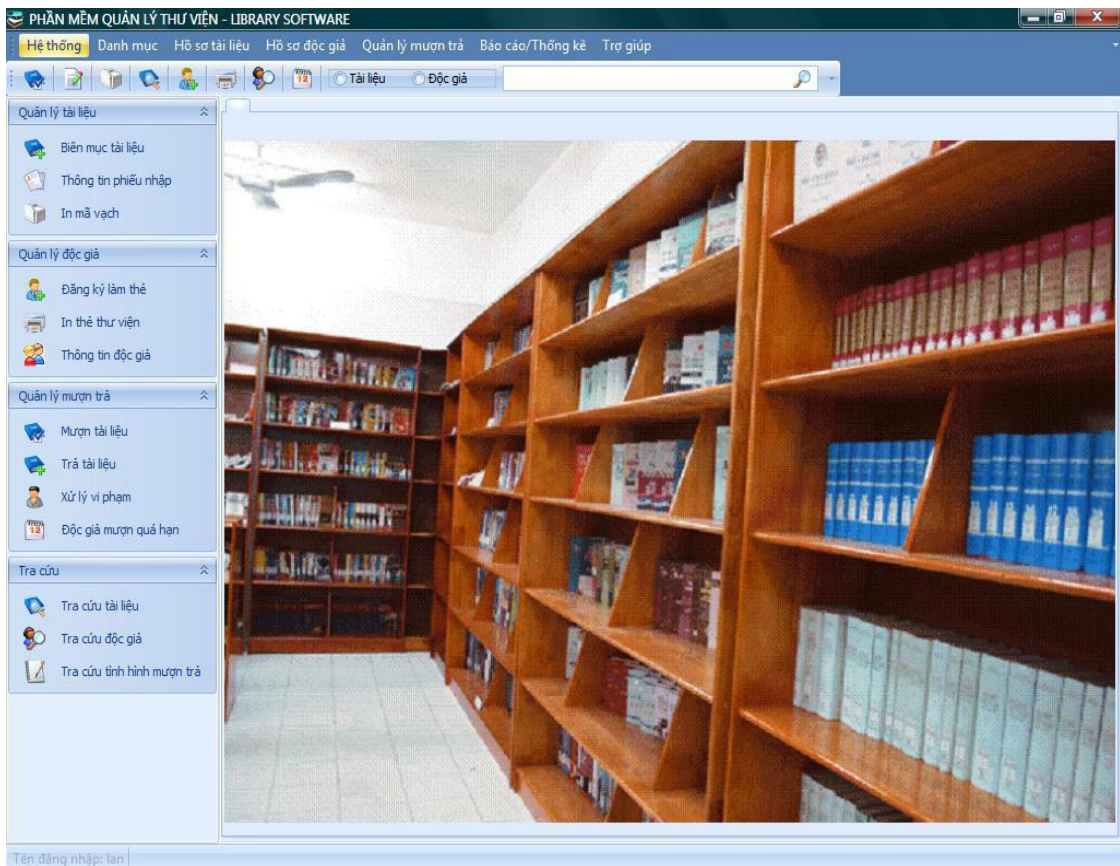 PHẦN MỀM QUẢN LÝ THƯ VIỆN - LIBRARY SOFTWARE
Hệ thống Danh mục Hồ sơ tài liệu Hồ sơ độc giả Quản lý mượn trả Báo cáo/Thống kê Trợ giúp
12 Tài liệu Độc giả
Quản lý tài liệu
Biên mục tài liệu
Thông tin phiếu nhập
In mã vạch
Quản lý độc giả
Đăng ký làm thẻ
In thẻ thư viện
Thông tin độc giả
Quản lý mượn trả
Mượn tài liệu
Trả tài liệu
Xử lý vi phạm
12 Độc giả mượn quá hạn
Tra cứu
Tra cứu tài liệu
Tra cứu độc giả
Tra cứu tình hình mượn trả
Tên đăng nhập: lan